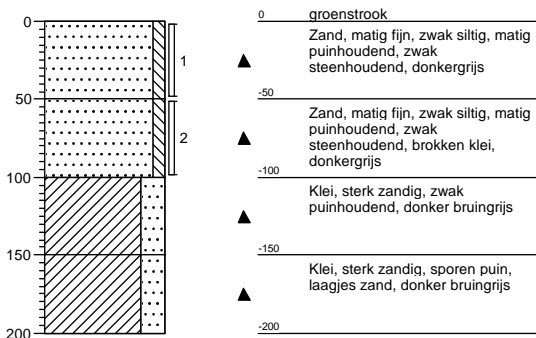 0
50
100
150
200
1
2
0 groenstrook
Zand, matig fijn, zwak siltig, matig
puinhoudend, zwak
steenhoudend, donkergrijs
-50
Zand, matig fijn, zwak siltig, matig
puinhoudend, zwak
steenhoudend, brokken klei,
donkergrijs
-100
Klei, sterk zandig, zwak
puinhoudend, donker bruingrijs
-150
Klei, sterk zandig, sporen puin,
laagjes zand, donker bruingrijs
-200